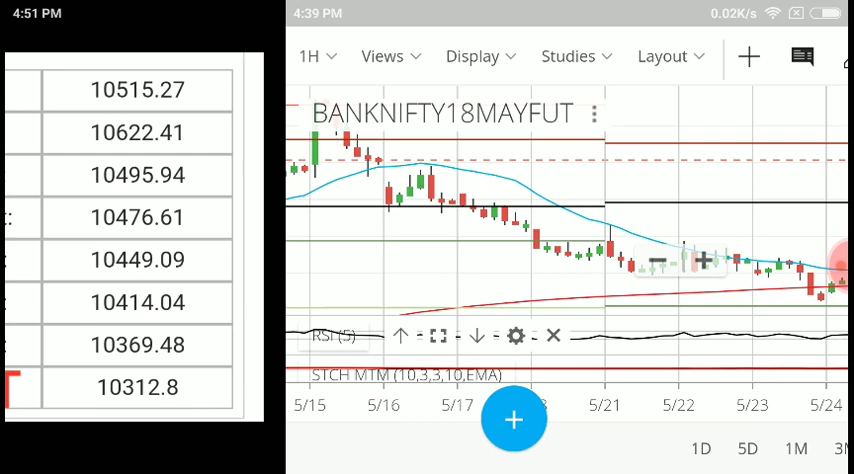 4:51 PM
10515.27
10622.41
10495.94
10476.61
10449.09
10414.04
10369.48
10312.8
4:39 PM
0.02K/s
1H Views Display Studies Layout
BANKNIFTY18MAYFUT
RSI (5)
STCH MTM (10,3,3,10,EMA)
5/15 5/16 5/17 5/21 5/22 5/23 5/24
1D 5D 1M